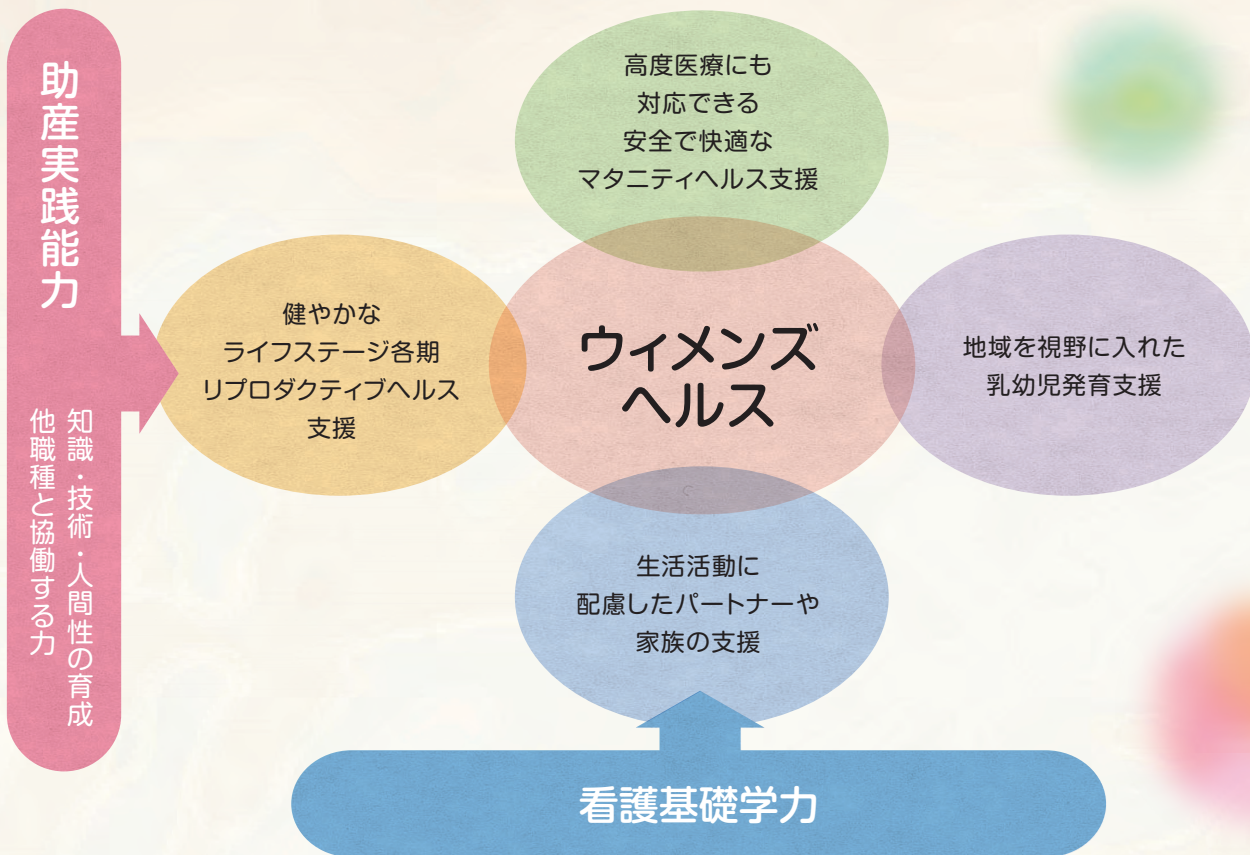 助産実践能力
知識・技術・人間性の育成
他職種と協働する力
高度医療にも
対応できる
安全で快適な
マタニティヘルス支援
健やかな
ライフステージ各期
リプロダクティブヘルス
支援
ウィメンズ
ヘルス
地域を視野に入れた
乳幼児発育支援
生活活動に
配慮したパートナーや
家族の支援
看護基礎学力